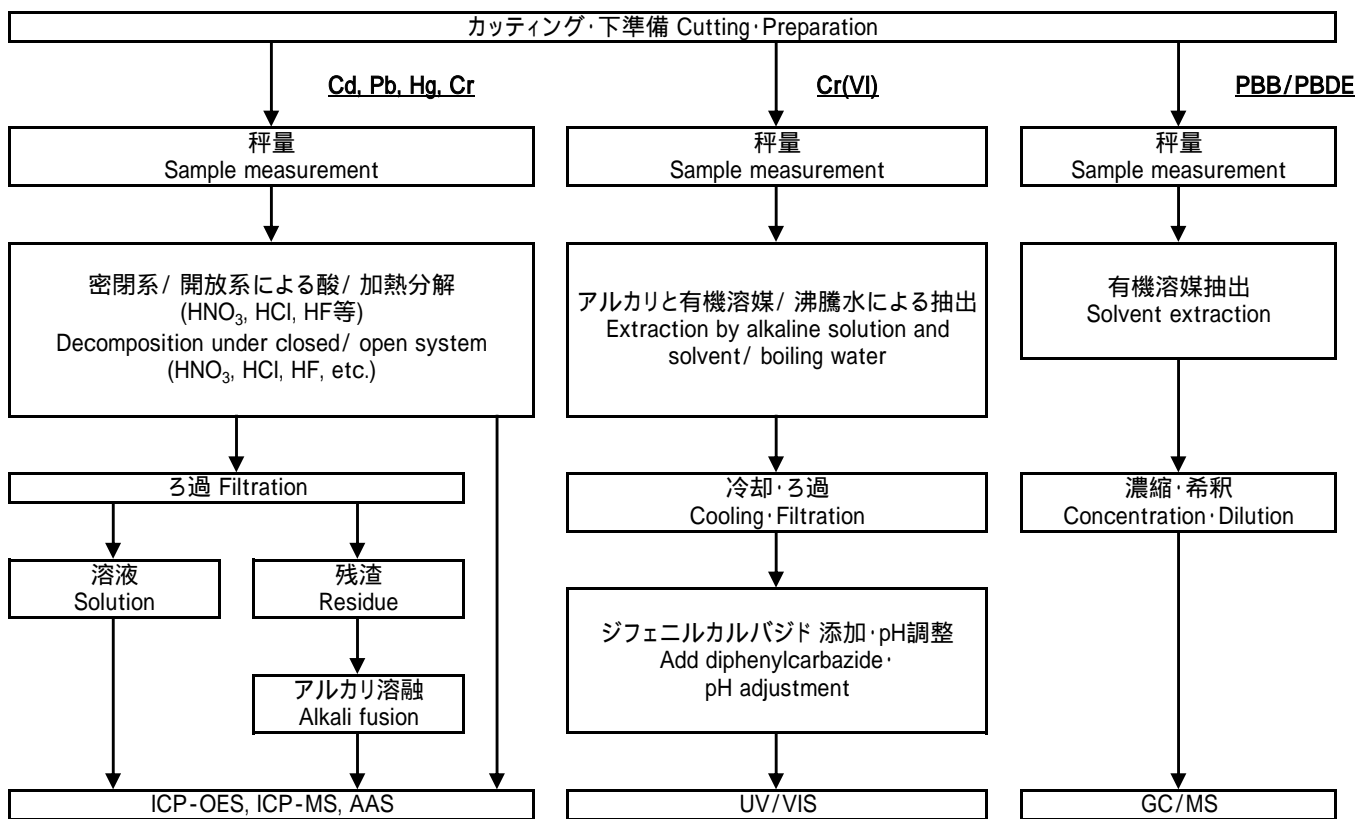 カッティング・下準備 Cutting・Preparation
Cd, Pb, Hg, Cr
Cr(VI)
PBB/PBDE
秤量
Sample measurement
秤量
Sample measurement
秤量
Sample measurement
密閉系/ 開放系による酸/ 加熱分解
(HNO₃, HCl, HF等)
Decomposition under closed/ open system
(HNO₃, HCl, HF, etc.)
アルカリと有機溶媒/ 沸騰水による抽出
Extraction by alkaline solution and
solvent/ boiling water
有機溶媒抽出
Solvent extraction
ろ過 Filtration
冷却・ろ過
Cooling・Filtration
濃縮・希釈
Concentration・Dilution
溶液
Solution
残渣
Residue
ジフェニルカルバジド 添加・pH調整
Add diphenylcarbazide・
pH adjustment
アルカリ溶融
Alkali fusion
ICP-OES, ICP-MS, AAS
UV/VIS
GC/MS